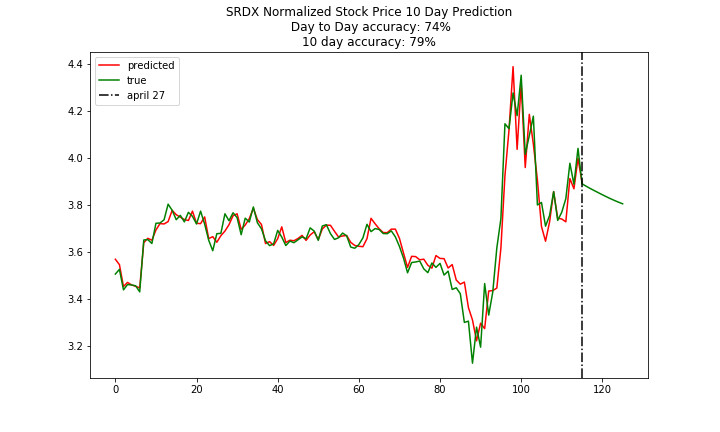 SRDX Normalized Stock Price 10 Day Prediction
Day to Day accuracy: 74%
10 day accuracy: 79%
predicted
true
april 27
4.4
4.2
4.0
3.8
3.6
3.4
3.2
0 20 40 60 80 100 120